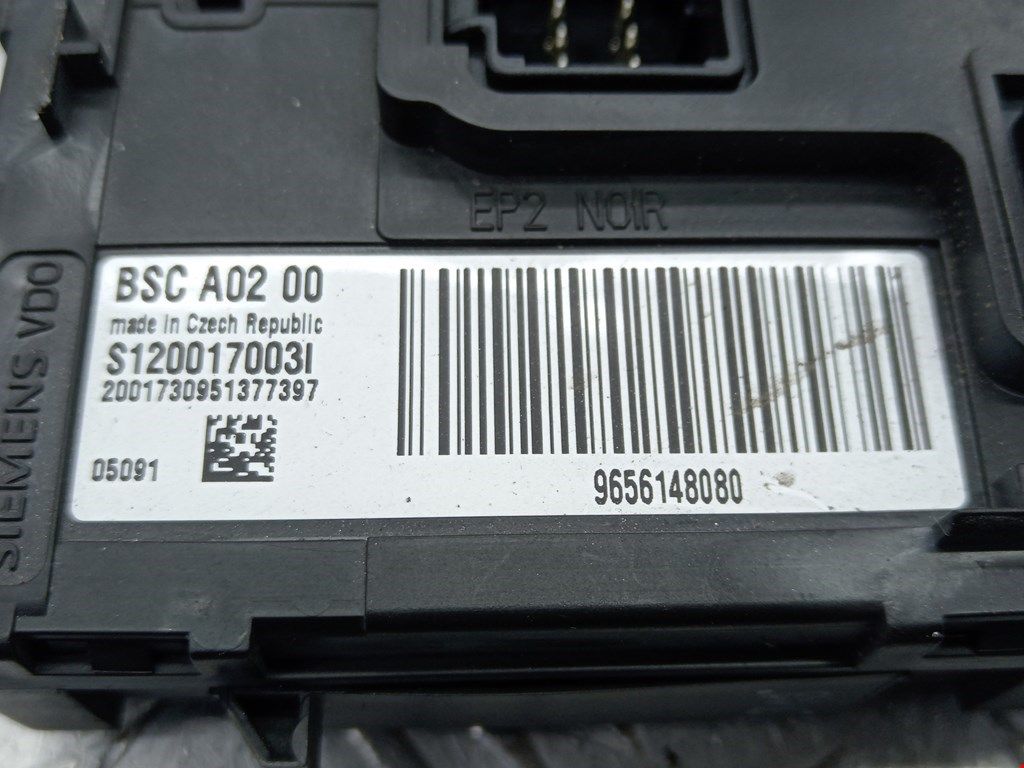 EP2 NOIR
SIEMENS VDO
BSC A02 00
made in Czech Republic
S120017003I
2001730951377397
05091
9656148080